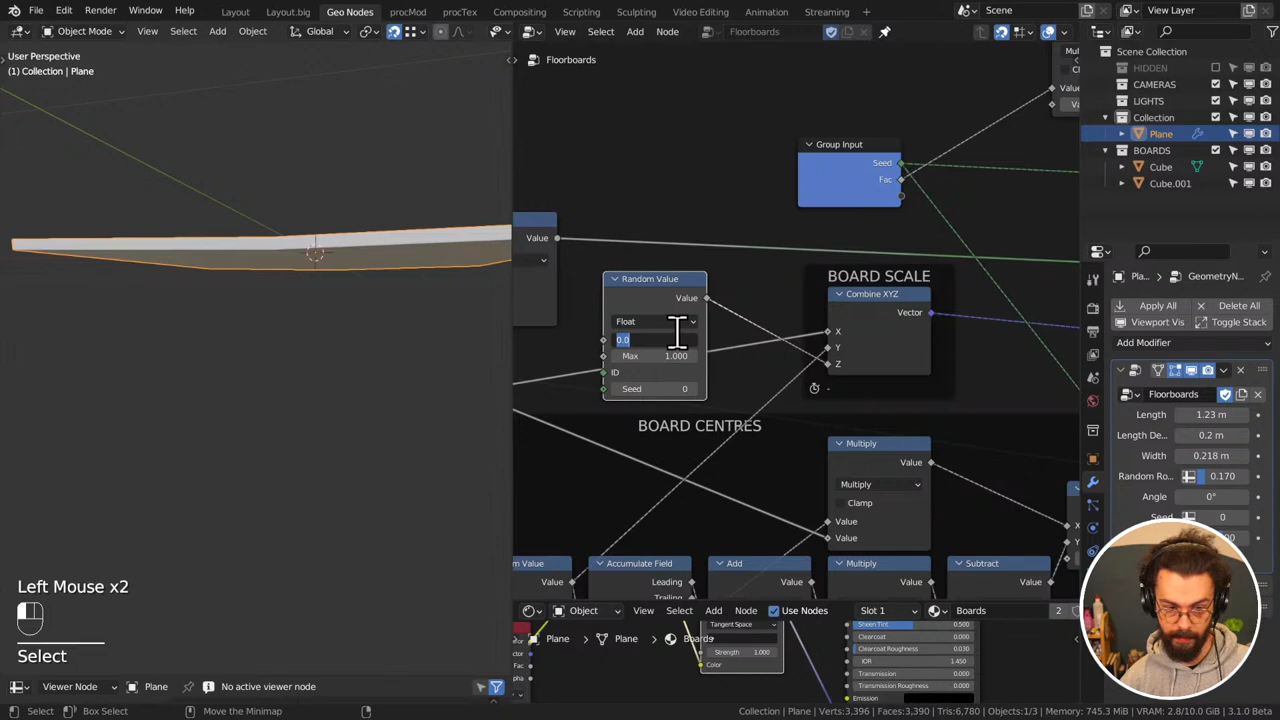 File Edit Render Window Help Layout Layout.big Geo Nodes procMod procTex Compositing Scripting Sculpting Video Editing Animation Streaming Scene View Layer
Object Mode View Select Add Object Global View Select Add Node Floorboards
User Perspective
(1) Collection | Plane
Floorboards
Scene Collection
HIDDEN
CAMERAS
LIGHTS
Collection
Plane
BOARDS
Cube
Cube.001
Group Input
Seed
Fac
Value
Value
Random Value
Value
Float
0.0
Max 1.000
ID
Seed 0
BOARD SCALE
Combine XYZ
Vector
X
Y
Z
BOARD CENTRES
Multiply
Value
Multiply
Clamp
Value
Value
Accumulate Field
Leading
Add
Value
Multiply
Value
Subtract
Value
Value
Pla... GeometryN...
Apply All Delete All
Viewport Vis Toggle Stack
Add Modifier
Floorboards
Length 1.23 m
Length De... 0.2 m
Width 0.218 m
Random Ro... 0.170
Angle 0°
Seed 0
Left Mouse x2
Select
Object View Select Add Node Use Nodes Slot 1 Boards 2
Plane Plane Boards
Tangent Space
Strength 1.000
Color
Sheen Tint 0.500
Clearcoat 0.000
Clearcoat Roughness 0.030
IOR 1.450
Transmission 0.000
Transmission Roughness 0.000
Emission
Viewer Node Plane No active viewer node
Select Box Select Move the Minimap Collection | Plane | Verts:3,396 | Faces:3,390 | Tris:6,780 | Objects:1/3 | Memory: 745.3 MiB | VRAM: 2.8/10.0 GiB | 3.1.0 Beta